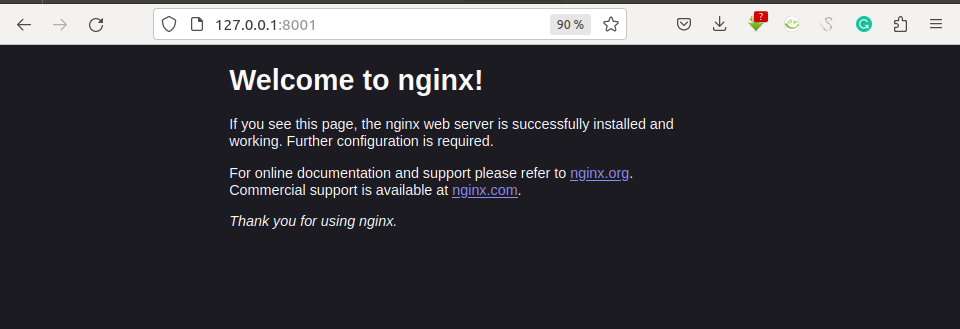 127.0.0.1:8001
90 %
?
Welcome to nginx!
If you see this page, the nginx web server is successfully installed and
working. Further configuration is required.
For online documentation and support please refer to nginx.org.
Commercial support is available at nginx.com.
Thank you for using nginx.